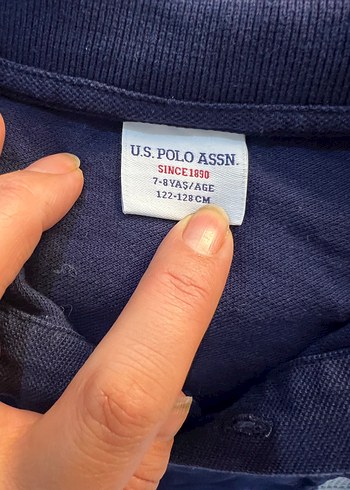 U.S. POLO ASSN.
SINCE 1890
7-8 YAŞ/AGE
122-128 CM